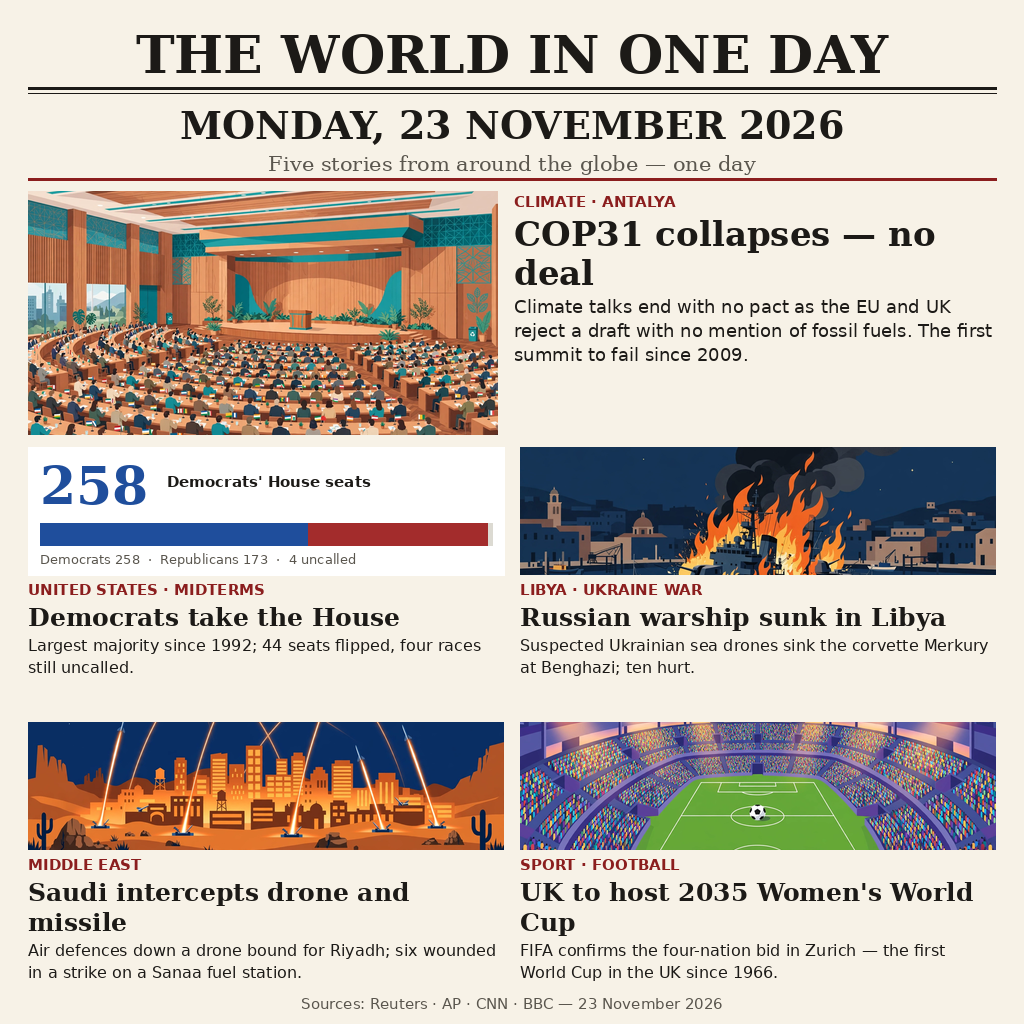 THE WORLD IN ONE DAY
MONDAY, 23 NOVEMBER 2026
Five stories from around the globe — one day
CLIMATE · ANTALYA
COP31 collapses — no
deal
Climate talks end with no pact as the EU and UK
reject a draft with no mention of fossil fuels. The first
summit to fail since 2009.
258
Democrats' House seats
Democrats 258 · Republicans 173 · 4 uncalled
UNITED STATES · MIDTERMS
Democrats take the House
Largest majority since 1992; 44 seats flipped, four races
still uncalled.
LIBYA · UKRAINE WAR
Russian warship sunk in Libya
Suspected Ukrainian sea drones sink the corvette Merkury
at Benghazi; ten hurt.
MIDDLE EAST
Saudi intercepts drone and
missile
Air defences down a drone bound for Riyadh; six wounded
in a strike on a Sanaa fuel station.
SPORT · FOOTBALL
UK to host 2035 Women's World
Cup
FIFA confirms the four-nation bid in Zurich — the first
World Cup in the UK since 1966.
Sources: Reuters · AP · CNN · BBC — 23 November 2026